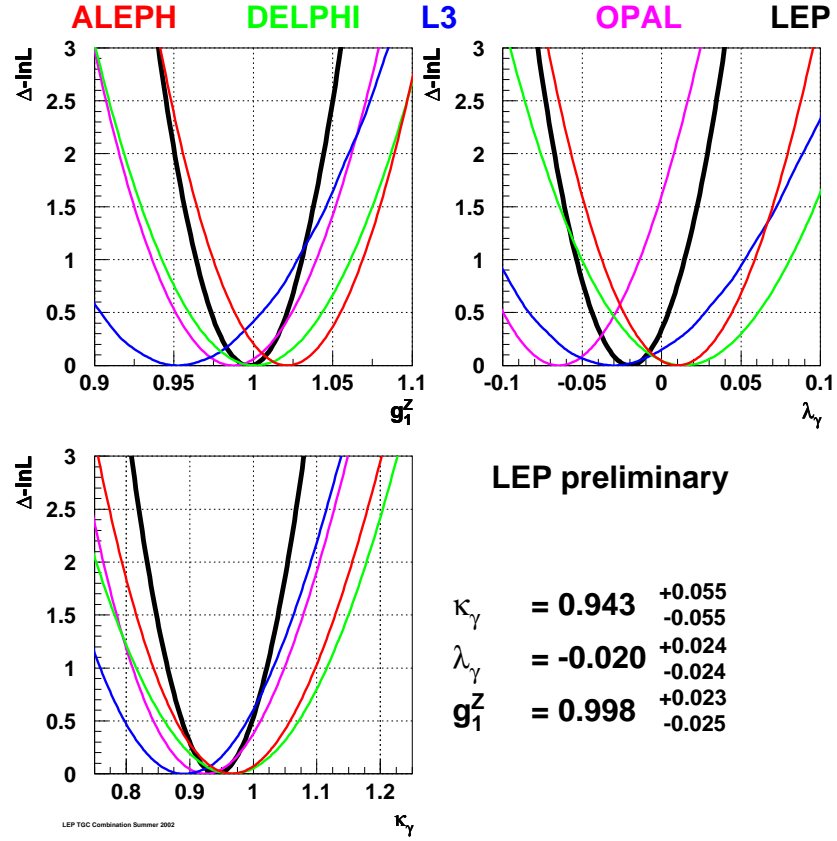 ALEPH DELPHI L3 OPAL LEP
Δ-lnL
3
2.5
2
1.5
1
0.5
0
0.9 0.95 1 1.05 1.1
g₁ᶻ
Δ-lnL
3
2.5
2
1.5
1
0.5
0
-0.1 -0.05 0 0.05 0.1
λᵧ
Δ-lnL
3
2.5
2
1.5
1
0.5
0
0.8 0.9 1 1.1 1.2
κᵧ
LEP preliminary
κᵧ = 0.943 +0.055 -0.055
λᵧ = -0.020 +0.024 -0.024
g₁ᶻ = 0.998 +0.023 -0.025
LEP TGC Combination Summer 2002